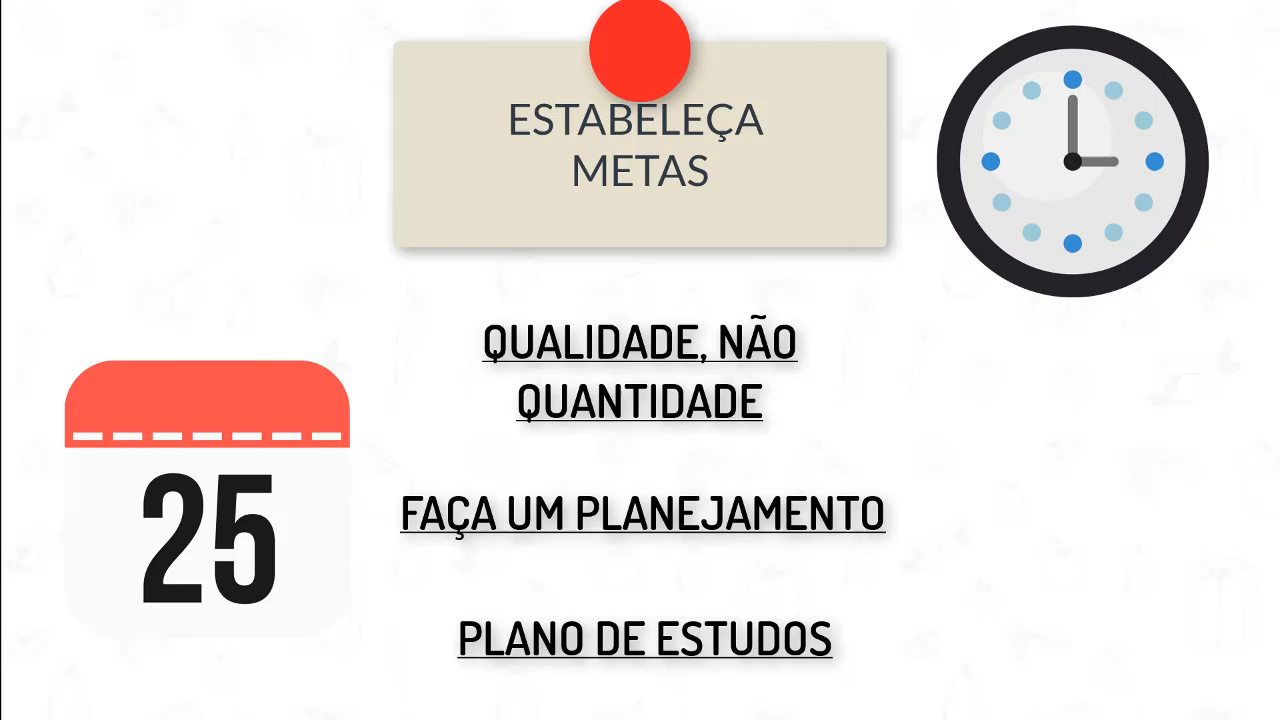 ESTABELEÇA
METAS
QUALIDADE, NÃO
QUANTIDADE
FAÇA UM PLANEJAMENTO
25
PLANO DE ESTUDOS